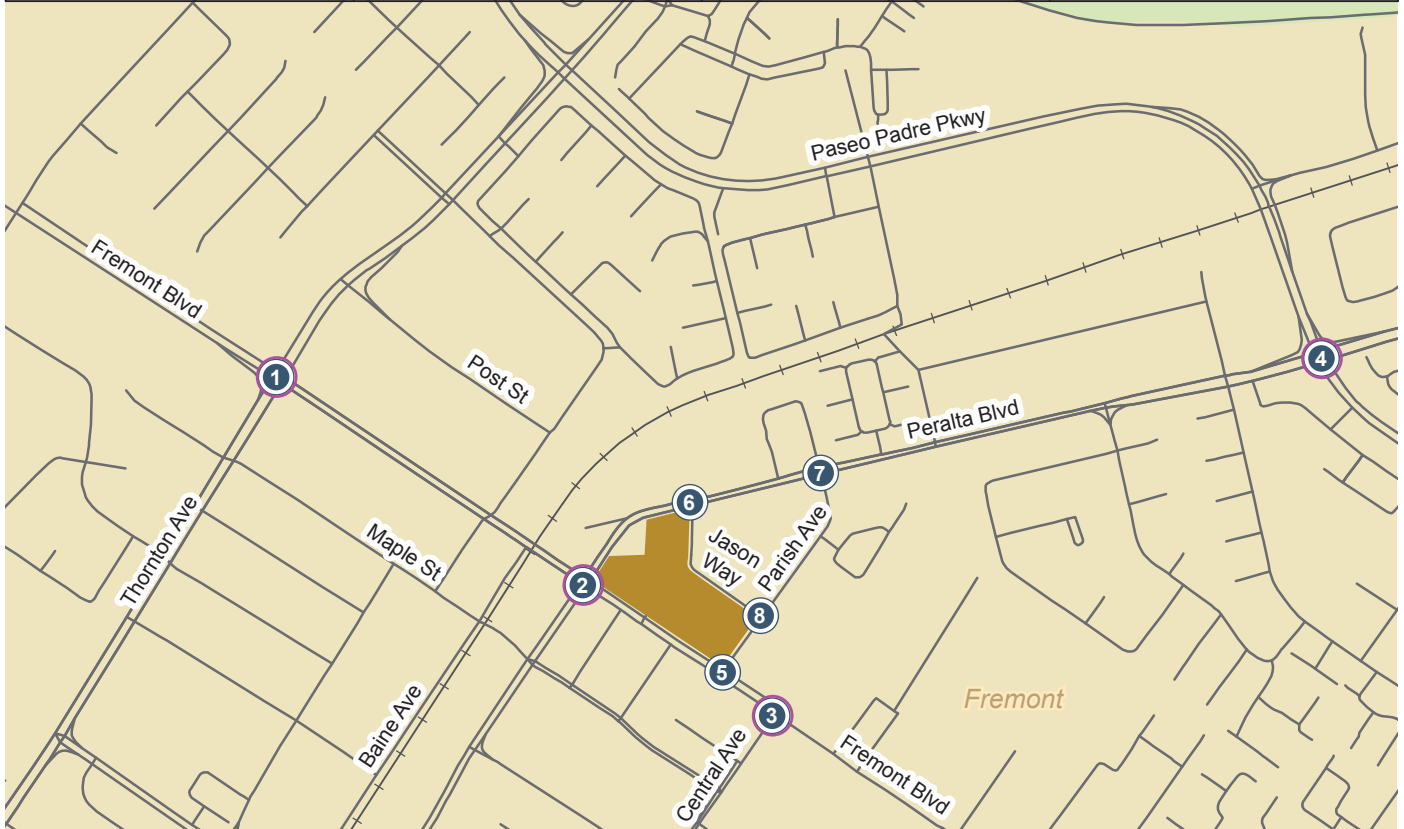 Paseo Padre Pkwy
Fremont Blvd
1
4
Post St
Peralta Blvd
7
6
Thornton Ave
Maple St
Jason
Way
Parish Ave
2
8
5
Fremont
3
Baine Ave
Central Ave
Fremont Blvd